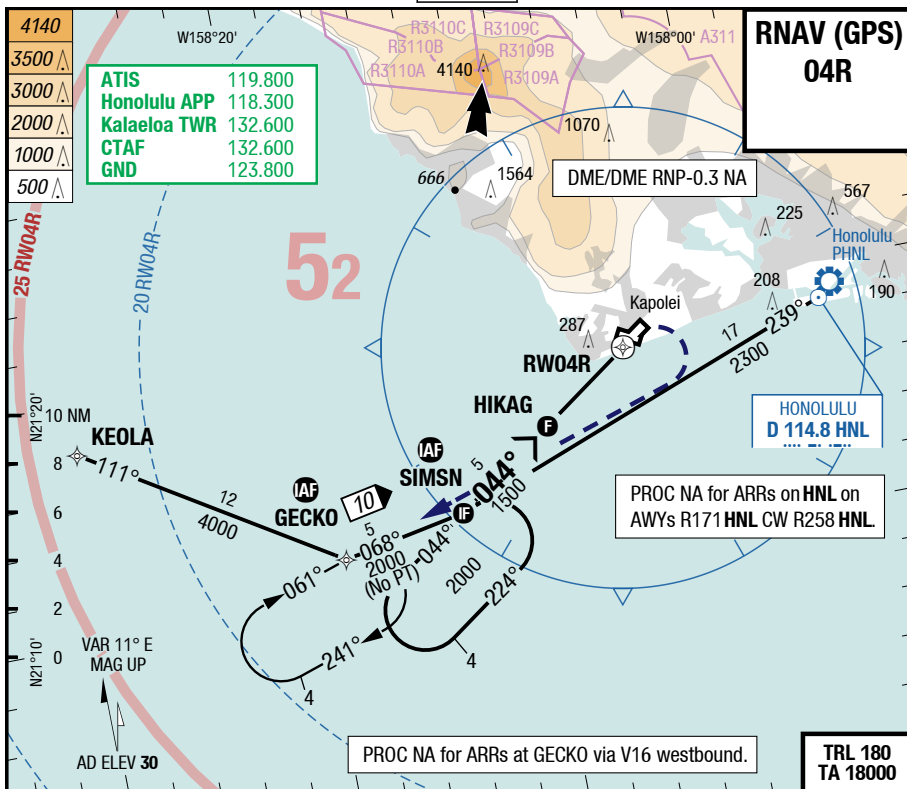 4140
3500
3000
2000
1000
500
ATIS 119.800
Honolulu APP 118.300
Kalaeloa TWR 132.600
CTAF 132.600
GND 123.800
W158°20'
W158°00'
R3110C
R3109C
R3110B
R3109B
R3110A
R3109A
A311
4140
RNAV (GPS)
04R
1070
1564
666
DME/DME RNP-0.3 NA
567
225
Honolulu
PHNL
208
190
25 RW04R
20 RW04R
52
Kapolei
287
RW04R
17
239°
2300
HIKAG
F
HONOLULU
D 114.8 HNL
N21°20'
10 NM
KEOLA
111°
8
12
4000
IAF
GECKO
10
IAF
SIMSN
5
044°
1500
IF
PROC NA for ARRs on HNL on
AWYs R171 HNL CW R258 HNL.
6
5
068°
2000
(No PT)
044°
2000
224°
4
061°
241°
4
4
2
0
N21°10'
VAR 11° E
MAG UP
AD ELEV 30
PROC NA for ARRs at GECKO via V16 westbound.
TRL 180
TA 18000